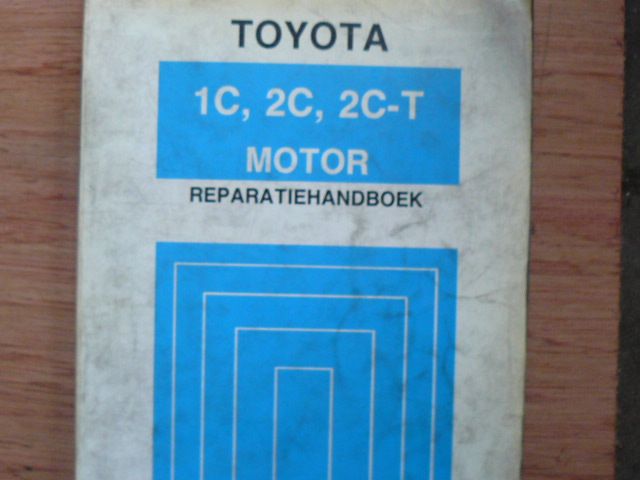 TOYOTA
1C, 2C, 2C-T
MOTOR
REPARATIEHANDBOEK